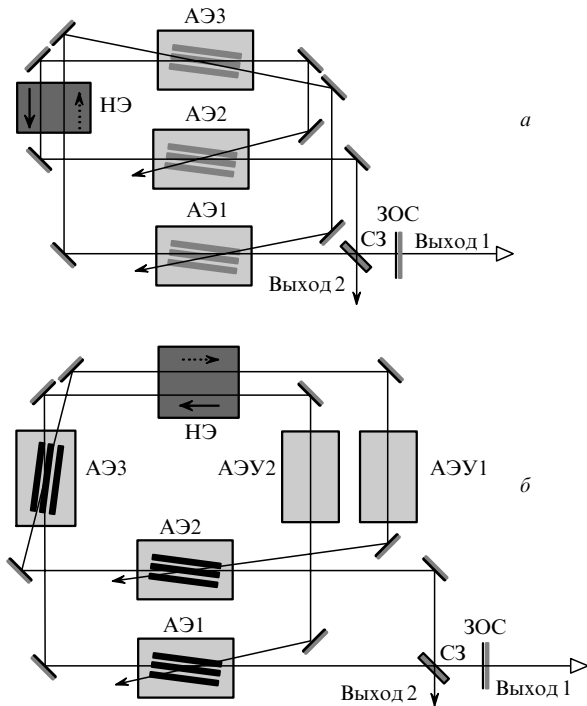 АЭ3
НЭ
а
АЭ2
АЭ1
ЗОС
СЗ
Выход 1
Выход 2
НЭ
АЭ3
АЭУ2
АЭУ1
б
АЭ2
АЭ1
ЗОС
СЗ
Выход 2
Выход 1